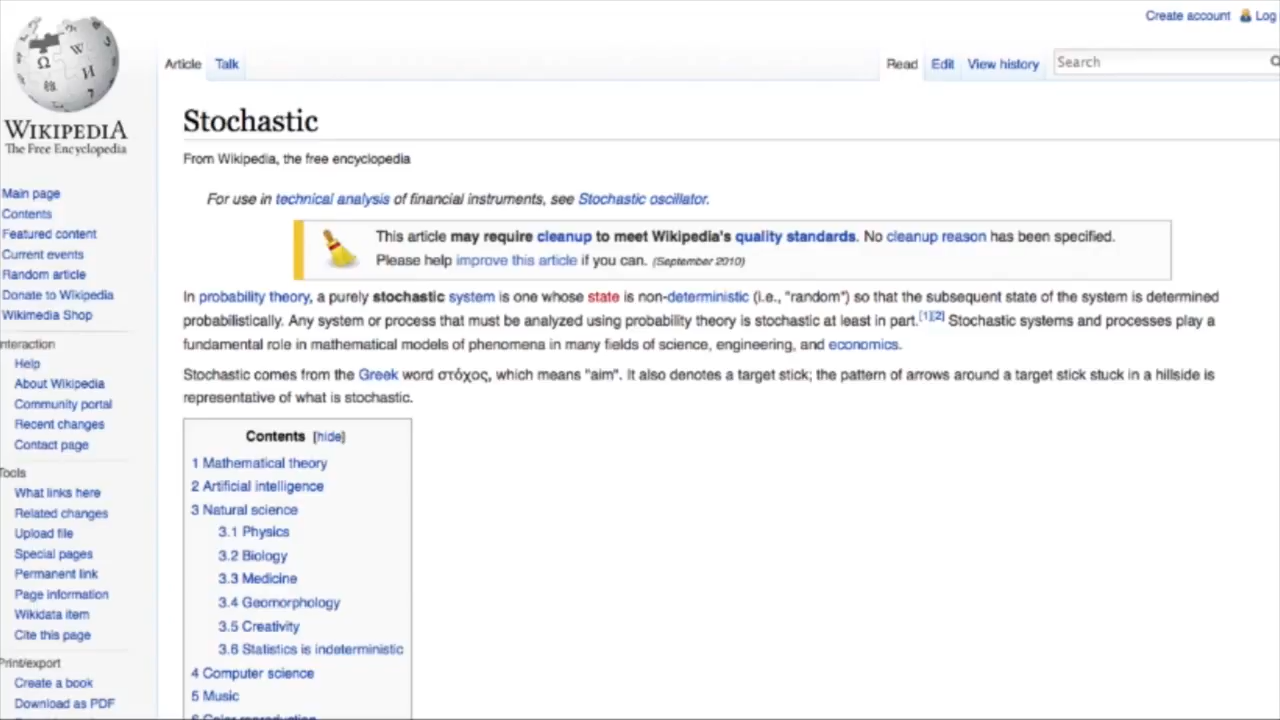 Create account Log
Article Talk Read Edit View history Search
WIKIPEDIA
The Free Encyclopedia
Main page
Contents
Featured content
Current events
Random article
Donate to Wikipedia
Wikimedia Shop
Interaction
Help
About Wikipedia
Community portal
Recent changes
Contact page
Tools
What links here
Related changes
Upload file
Special pages
Permanent link
Page information
Wikidata item
Cite this page
Print/export
Create a book
Download as PDF
Stochastic
From Wikipedia, the free encyclopedia
For use in technical analysis of financial instruments, see Stochastic oscillator.
This article may require cleanup to meet Wikipedia's quality standards. No cleanup reason has been specified.
Please help improve this article if you can. (September 2010)
In probability theory, a purely stochastic system is one whose state is non-deterministic (i.e., "random") so that the subsequent state of the system is determined
probabilistically. Any system or process that must be analyzed using probability theory is stochastic at least in part.[1][2] Stochastic systems and processes play a
fundamental role in mathematical models of phenomena in many fields of science, engineering, and economics.
Stochastic comes from the Greek word στόχος, which means "aim". It also denotes a target stick; the pattern of arrows around a target stick stuck in a hillside is
representative of what is stochastic.
Contents [hide]
1 Mathematical theory
2 Artificial intelligence
3 Natural science
3.1 Physics
3.2 Biology
3.3 Medicine
3.4 Geomorphology
3.5 Creativity
3.6 Statistics is indeterministic
4 Computer science
5 Music
6 Color reproduction